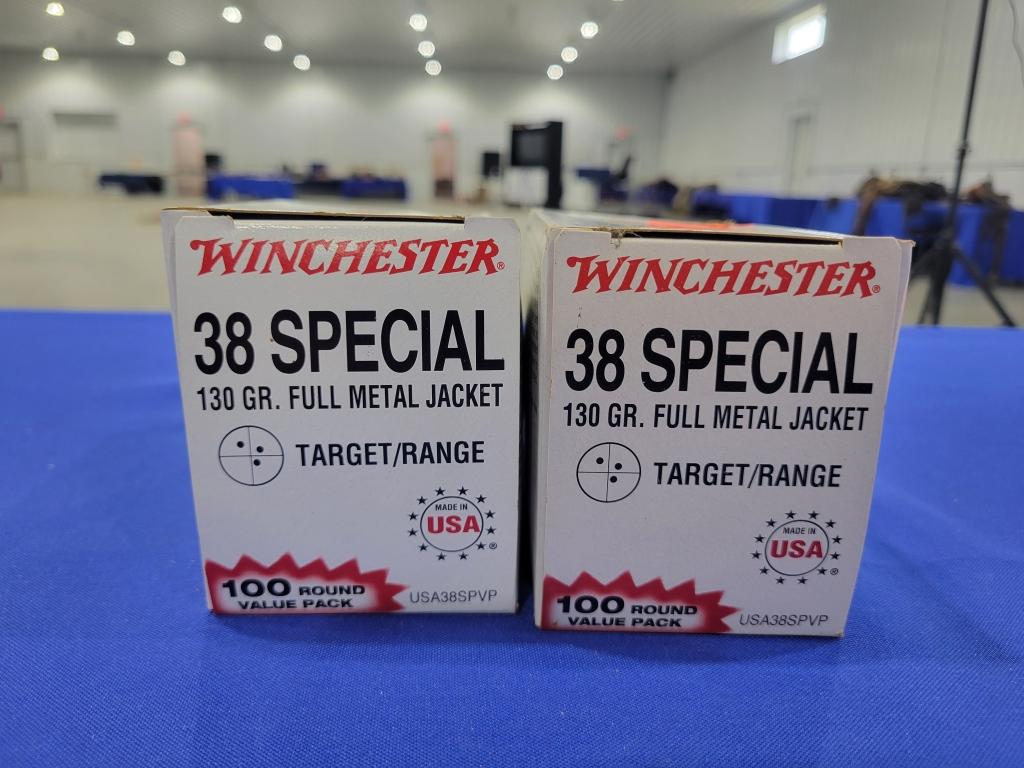 WINCHESTER®
38 SPECIAL
130 GR. FULL METAL JACKET
TARGET/RANGE
MADE IN
USA
®
100 ROUND
VALUE PACK
USA38SPVP
WINCHESTER®
38 SPECIAL
130 GR. FULL METAL JACKET
TARGET/RANGE
MADE IN
USA
®
100 ROUND
VALUE PACK
USA38SPVP